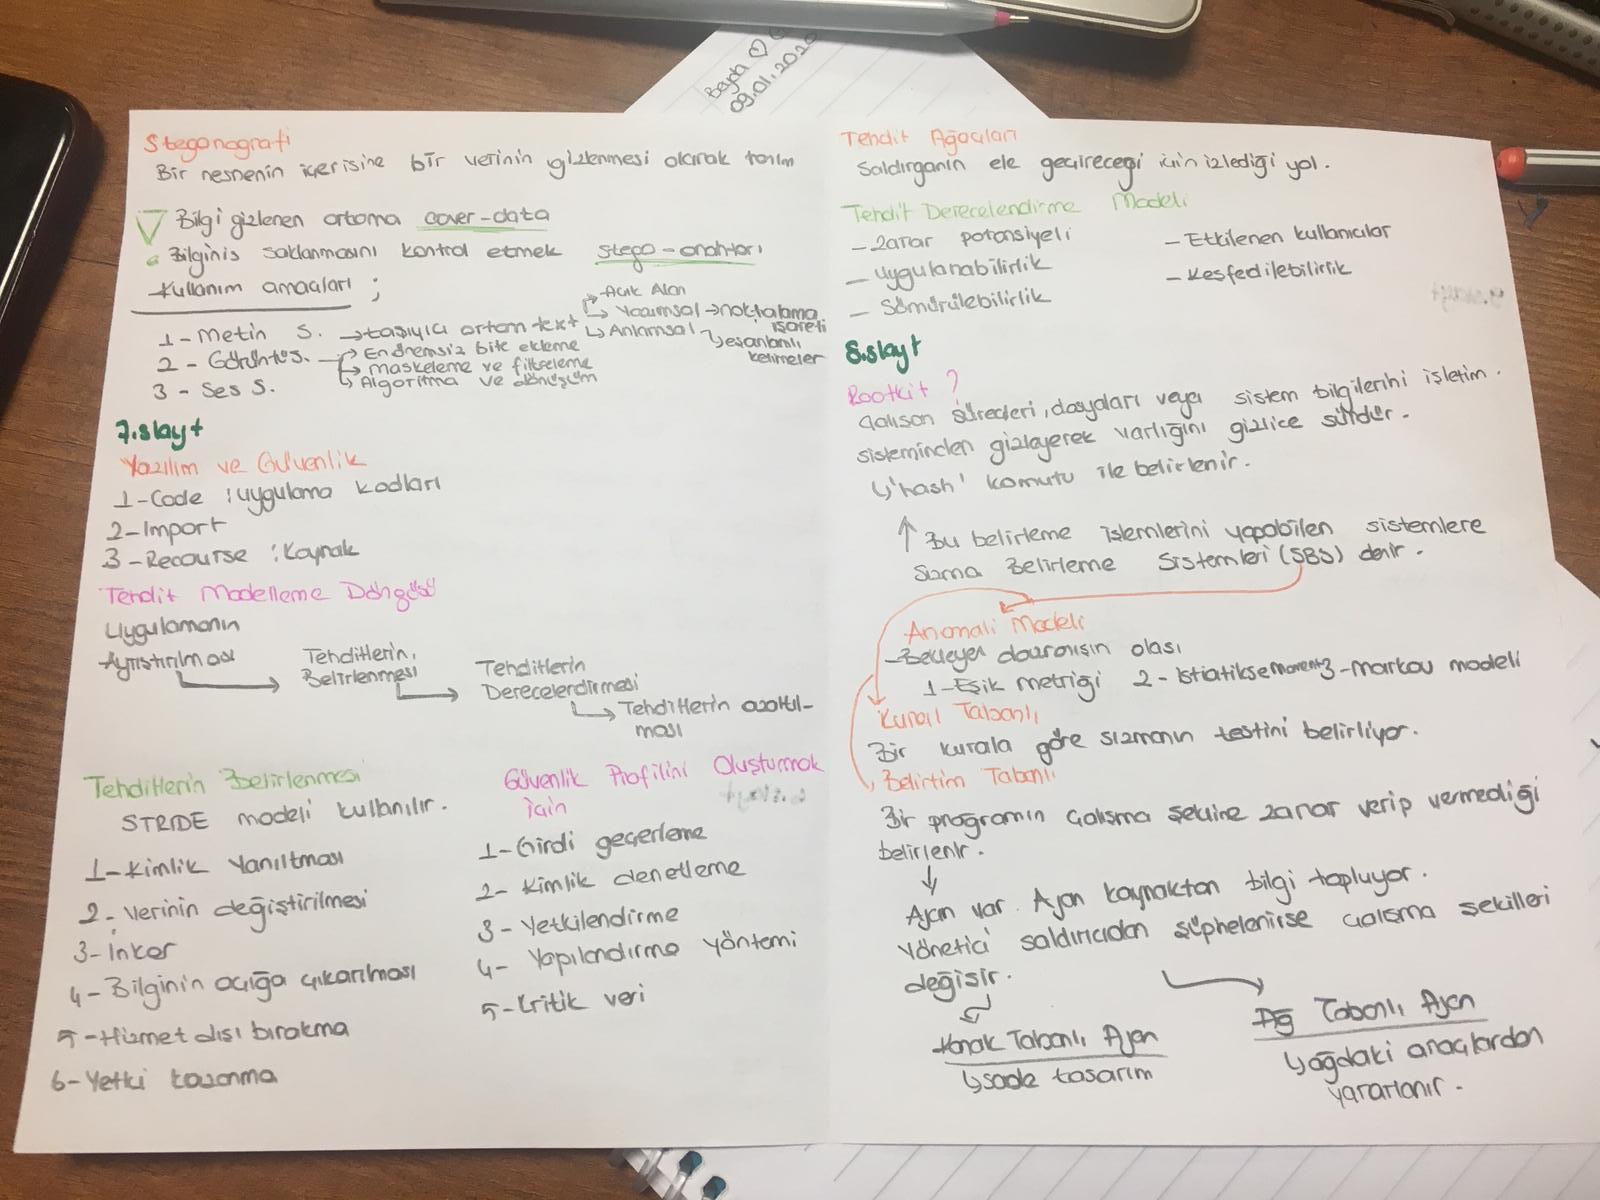 Beyda ♡
09.01.2020
Steganografi
Bir nesnenin içerisine bir verinin gizlenmesi olarak tanım
Bilgi gizlenen ortama cover-data
Bilginin saklanmasını kontrol etmek stego-anahtarı
Kullanım amaçları ;
1- Metin S. → taşıyıcı ortam text
→ Açık Alan
→ Yazımsal → noktalama işareti
↳ Anlamsal ↳ eşanlamlı kelimeler
2- Görüntü S. → En önemsiz bite ekleme
→ maskeleme ve filtreleme
↳ Algoritma ve dönüşüm
3- Ses S.
7.slayt
Yazılım ve Güvenlik
1-Code : uygulama kodları
2-Import
3-Recourse : Kaynak
Tehdit Modelleme Döngüsü
Uygulamanın
Ayrıştırılması
Tehditlerin
Belirlenmesi
Tehditlerin
Derecelendirmesi
↳ Tehditlerin azaltıl-
ması
Tehditlerin Belirlenmesi
STRIDE modeli kullanılır.
1-Kimlik Yanıltması
2- Verinin değiştirilmesi
3-İnkar
4-Bilginin açığa çıkarılması
5-Hizmet dışı bırakma
6-Yetki kazanma
Güvenlik Profilini Oluşturmak
için
1-Girdi geçerleme
2- Kimlik denetleme
3- Yetkilendirme
4- Yapılandırma yöntemi
5-Kritik veri
Tehdit Ağaçları
Saldırganın ele geçireceği için izlediği yol.
Tehdit Derecelendirme Modeli
- Zarar potansiyeli
- Uygulanabilirlik
- Sömürülebilirlik
- Etkilenen kullanıcılar
- Keşfedilebilirlik
8.slayt
Rootkit ?
Çalışan süreçleri, dosyaları veya sistem bilgilerini işletim
sisteminden gizleyerek varlığını gizlice sürdür.
↳ 'hash' komutu ile belirlenir.
↑ Bu belirleme işlemlerini yapabilen sistemlere
Sızma Belirleme Sistemleri (SBS) denir.
Anomali Modeli
-Bekleyen davranışın olası
1-Eşik metriği 2- istiatikse moment 3-Markov modeli
Kural Tabanlı
Bir kurala göre sızmanın testini belirliyor.
Belirtim Tabanlı
Bir programın çalışma şekline zarar verip vermediği
belirlenir.
↓
Ajan var. Ajan kaynaktan bilgi topluyor.
Yönetici saldırıcıdan şüphelenirse çalışma şekilleri
değişir.
Konak Tabanlı Ajan
↳ sade tasarım
Ağ Tabanlı Ajan
↳ ağdaki araçlardan
yararlanır.